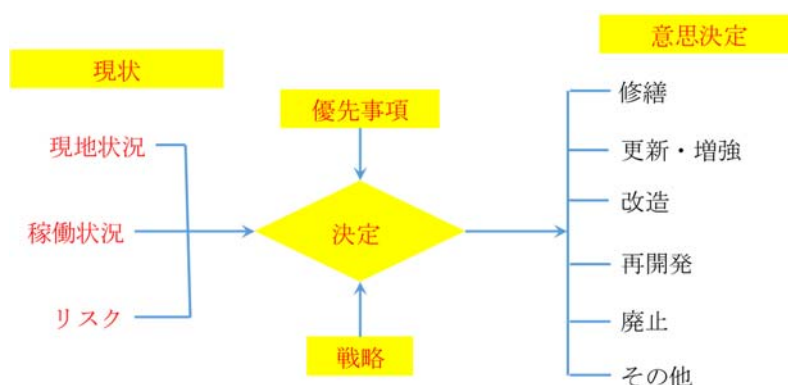 現状
現地状況
稼働状況
リスク
優先事項
決定
戦略
意思決定
修繕
更新・増強
改造
再開発
廃止
その他